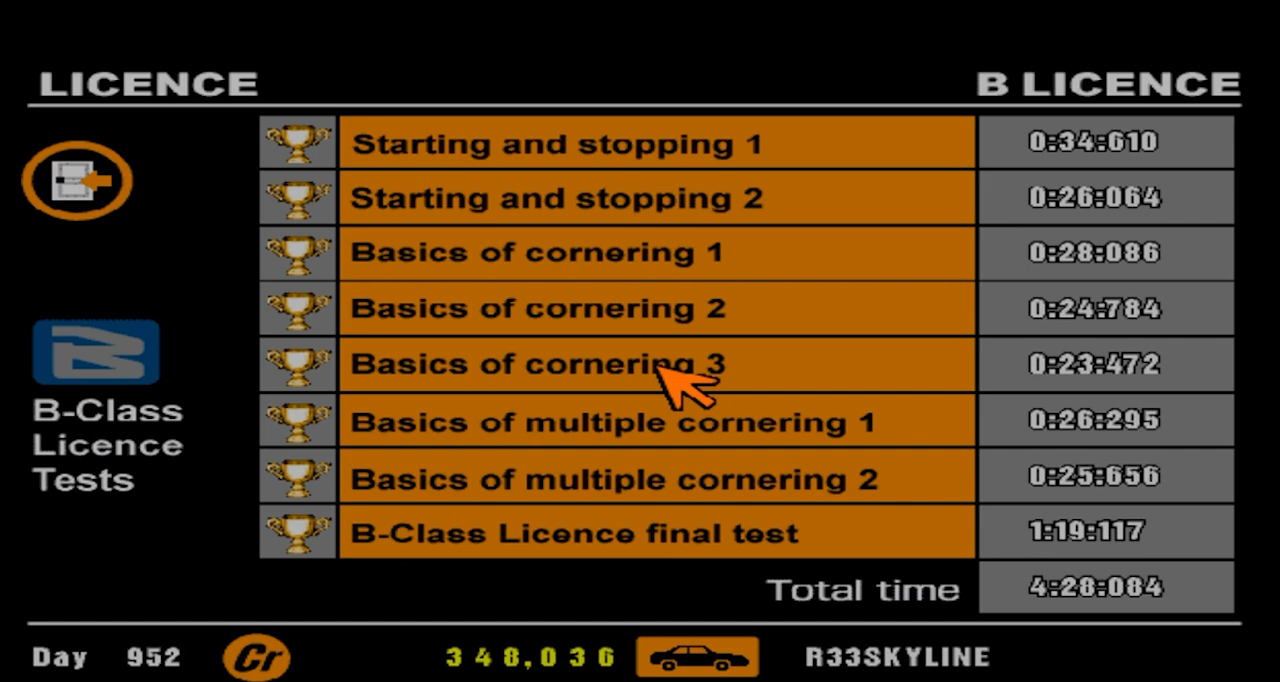 LICENCE B LICENCE
Starting and stopping 1 0:34:610
Starting and stopping 2 0:26:064
Basics of cornering 1 0:28:086
Basics of cornering 2 0:24:784
Basics of cornering 3 0:23:472
Basics of multiple cornering 1 0:26:295
Basics of multiple cornering 2 0:25:656
B-Class Licence final test 1:19:117
Total time 4:28:084
B
B-Class
Licence
Tests
Day 952 Cr 348,036 R33SKYLINE